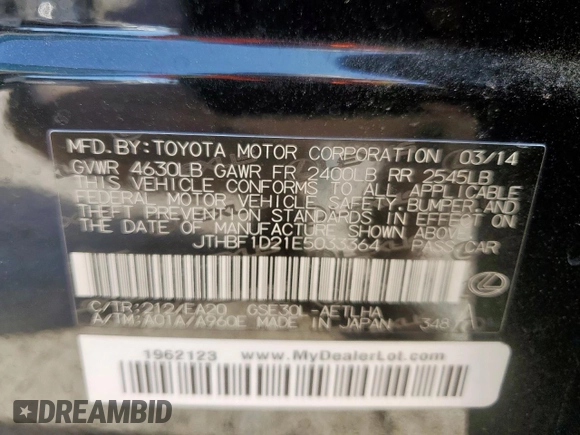 MFD. BY: TOYOTA MOTOR CORPORATION 03/14
GVWR 4630LB GAWR FR 2400LB RR 2545LB
THIS VEHICLE CONFORMS TO ALL APPLICABLE
FEDERAL MOTOR VEHICLE SAFETY, BUMPER, AND
THEFT PREVENTION STANDARDS IN EFFECT ON
THE DATE OF MANUFACTURE SHOWN ABOVE.
JTHBF1D21E5033364 PASS. CAR
C/TR: 212/EA20 GSE30L-AETLHA A
A/TM: A01A/A960E MADE IN JAPAN 348
1962123 www.MyDealerLot.com
DREAMBID